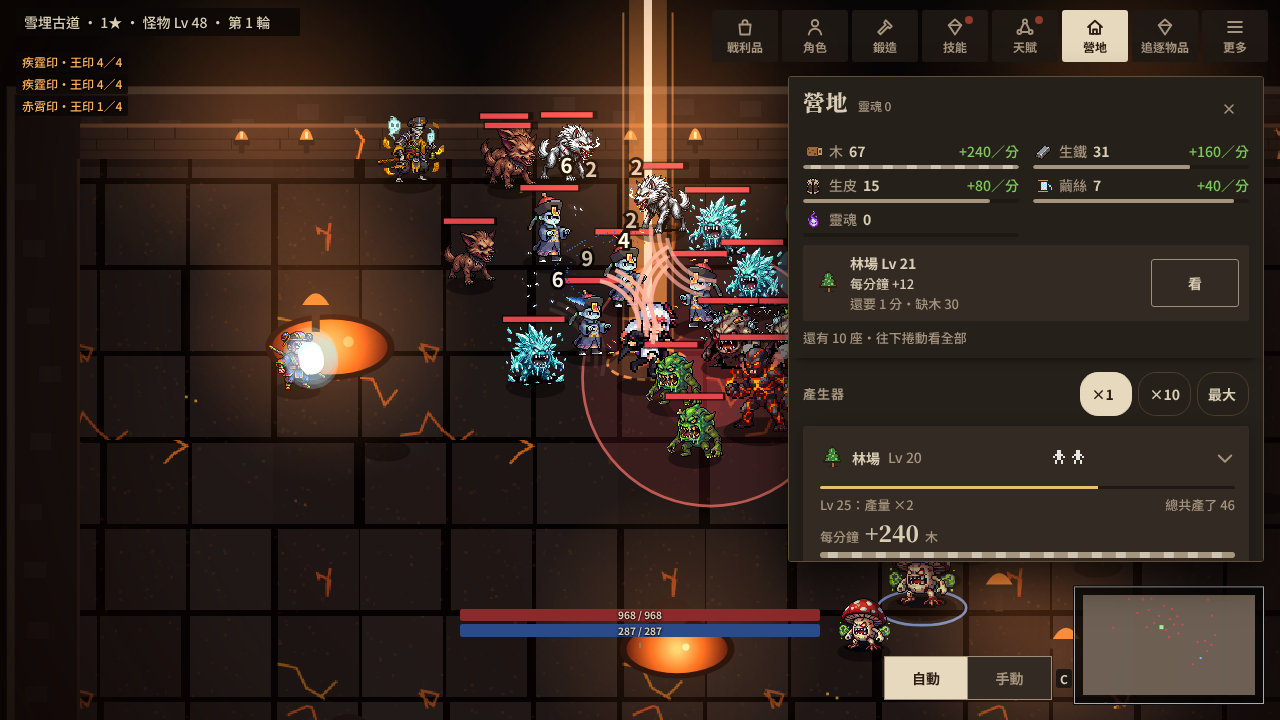 雪埋古道 · 1★ · 怪物 Lv 48 · 第 1 輪
疾霆印·王印 4／4
疾霆印·王印 4／4
赤霄印·王印 1／4
戰利品
角色
鍛造
技能
天賦
營地
追逐物品
更多
營地 靈魂 0
木 67 +240／分
生鐵 31 +160／分
生皮 15 +80／分
繭絲 7 +40／分
靈魂 0
林場 Lv 21
每分鐘 +12
還要 1 分·缺木 30
看
還有 10 座·往下捲動看全部
產生器
×1
×10
最大
林場 Lv 20
Lv 25：產量 ×2
總共產了 46
每分鐘 +240 木
6
2
2
2
4
9
6
968 / 968
287 / 287
自動
手動
C